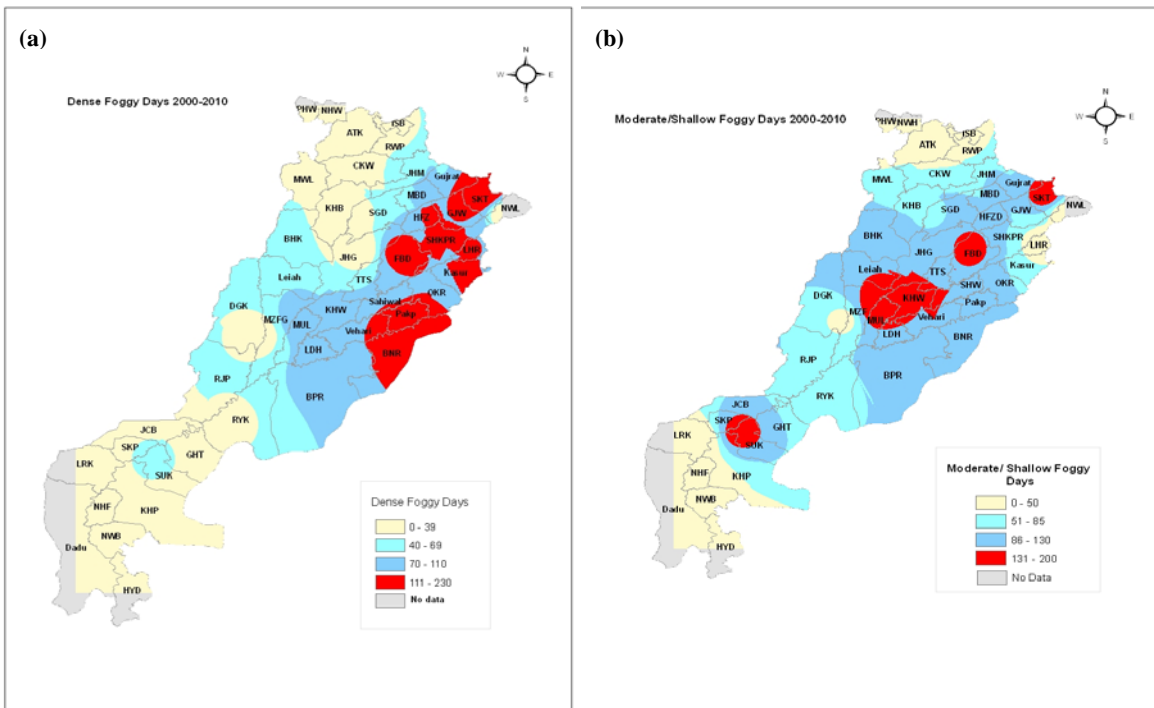 (a)
N
W E
S
Dense Foggy Days 2000-2010
PHW NHW
ISB
ATK
RWP
CKW
MWL JHM Gujrat
MBD SKT
KHB SGD GJW NWL
HFZ
BHK SHKPR
JHG FBD LHR
Leiah TTS Kasur
DGK OKR
MZFG MUL KHW Sahiwal
Pakp
Vehari
LDH BNR
RJP
BPR
RYK
JCB
SKP GHT
LRK SUK
NHF KHP
NWB
Dadu
HYD
Dense Foggy Days
0 - 39
40 - 69
70 - 110
111 - 230
No data
(b)
N
W E
S
Moderate/Shallow Foggy Days 2000-2010
PHW NWH
ISB
ATK
RWP
CKW JHM
MWL Gujrat
MBD SKT
KHB SGD GJW NWL
HFZD
BHK SHKPR
JHG FBD LHR
Leiah TTS Kasur
DGK KHW SHW OKR
MZF Pakp
MUL Vehari
LDH BNR
RJP BPR
RYK
JCB
SKP GHT
LRK SUK
NHF KHP
NWB
Dadu
HYD
Moderate/ Shallow Foggy
Days
0 - 50
51 - 85
86 - 130
131 - 200
No Data